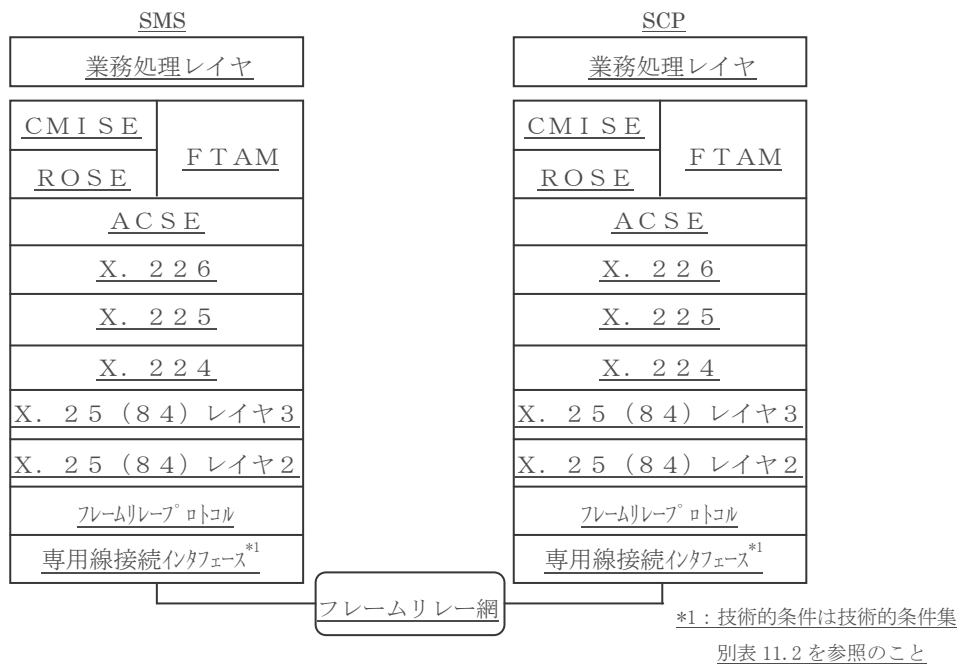 SMS
業務処理レイヤ
CMISE
FTAM
ROSE
ACSE
X.226
X.225
X.224
X.25(84)レイヤ3
X.25(84)レイヤ2
フレームリレープロトコル
専用線接続インタフェース*1
SCP
業務処理レイヤ
CMISE
FTAM
ROSE
ACSE
X.226
X.225
X.224
X.25(84)レイヤ3
X.25(84)レイヤ2
フレームリレープロトコル
専用線接続インタフェース*1
フレームリレー網
*1:技術的条件は技術的条件集
別表 11.2 を参照のこと